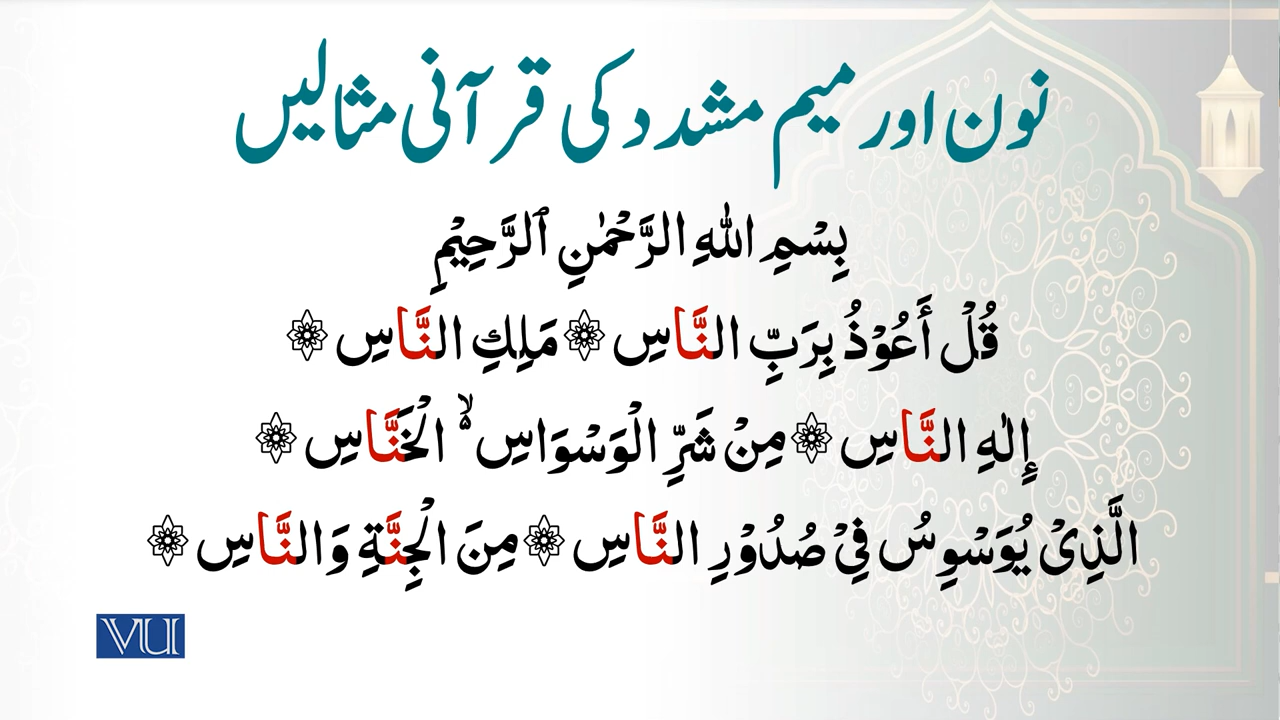 نون اور میم مشدد کی قرآنی مثالیں
بِسْمِ اللهِ الرَّحْمٰنِ ٱلرَّحِيْمِ
قُلْ أَعُوْذُ بِرَبِّ النَّاسِ ۞ مَلِكِ النَّاسِ ۞
إِلٰهِ النَّاسِ ۞ مِنْ شَرِّ الْوَسْوَاسِ ۙ الْخَنَّاسِ ۞
الَّذِىْ يُوَسْوِسُ فِىْ صُدُوْرِ النَّاسِ ۞ مِنَ الْجِنَّةِ وَالنَّاسِ ۞
VU